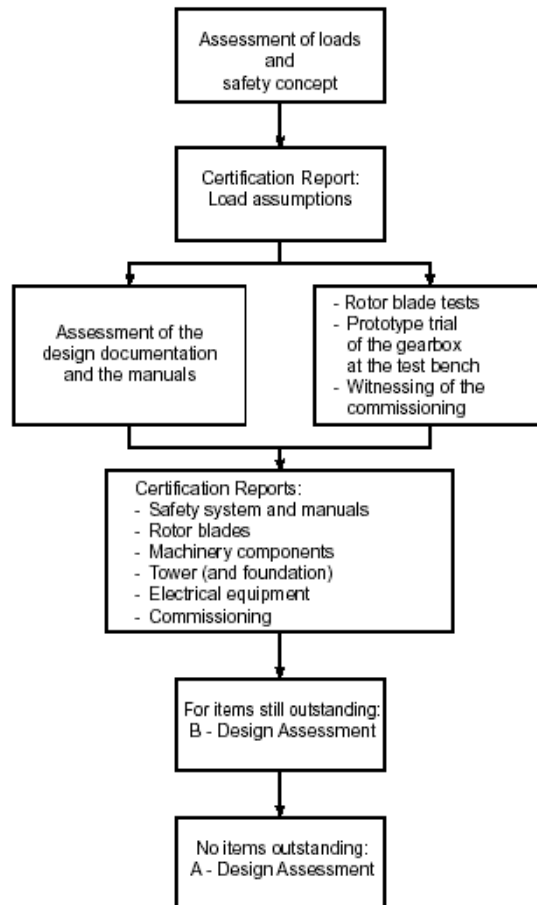 Assessment of loads
and
safety concept
Certification Report:
Load assumptions
Assessment of the
design documentation
and the manuals
- Rotor blade tests
- Prototype trial
of the gearbox
at the test bench
- Witnessing of the
commissioning
Certification Reports:
- Safety system and manuals
- Rotor blades
- Machinery components
- Tower (and foundation)
- Electrical equipment
- Commissioning
For items still outstanding:
B - Design Assessment
No items outstanding:
A - Design Assessment